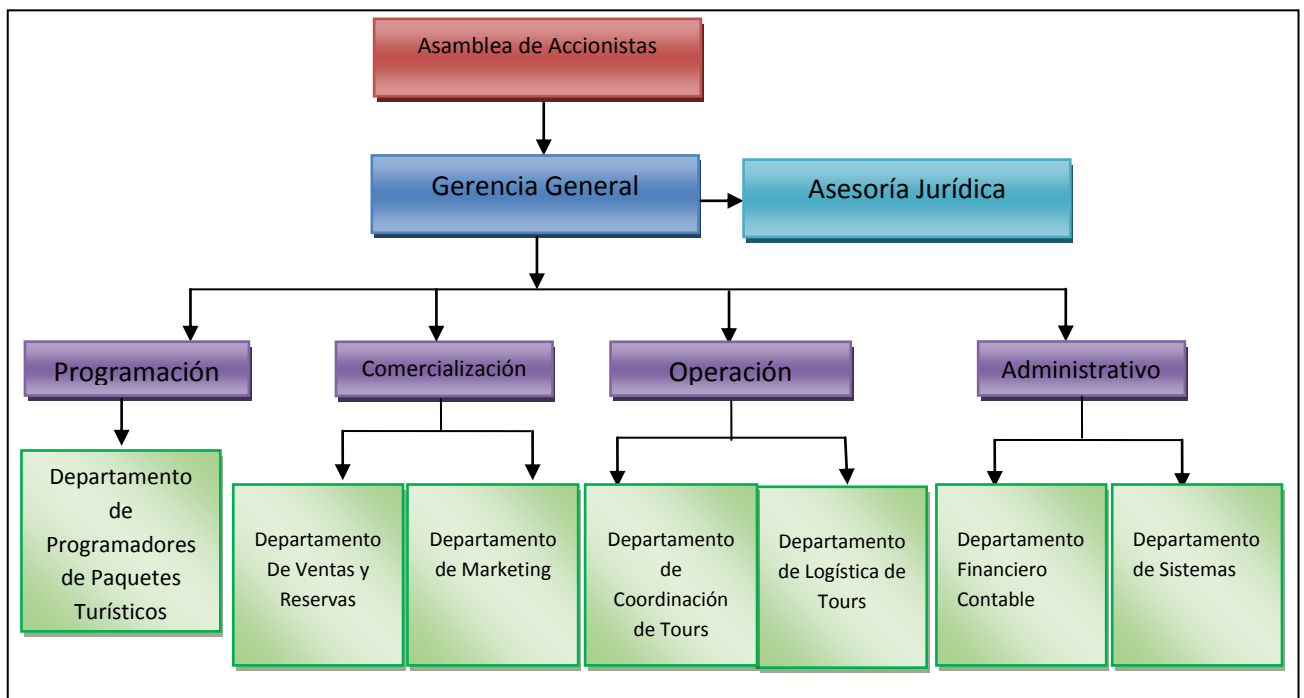 Asamblea de Accionistas
Gerencia General
Asesoría Jurídica
Programación
Comercialización
Operación
Administrativo
Departamento
de
Programadores
de Paquetes
Turísticos
Departamento
De Ventas y
Reservas
Departamento
de Marketing
Departamento
de
Coordinación
de Tours
Departamento
de Logística de
Tours
Departamento
Financiero
Contable
Departamento
de Sistemas